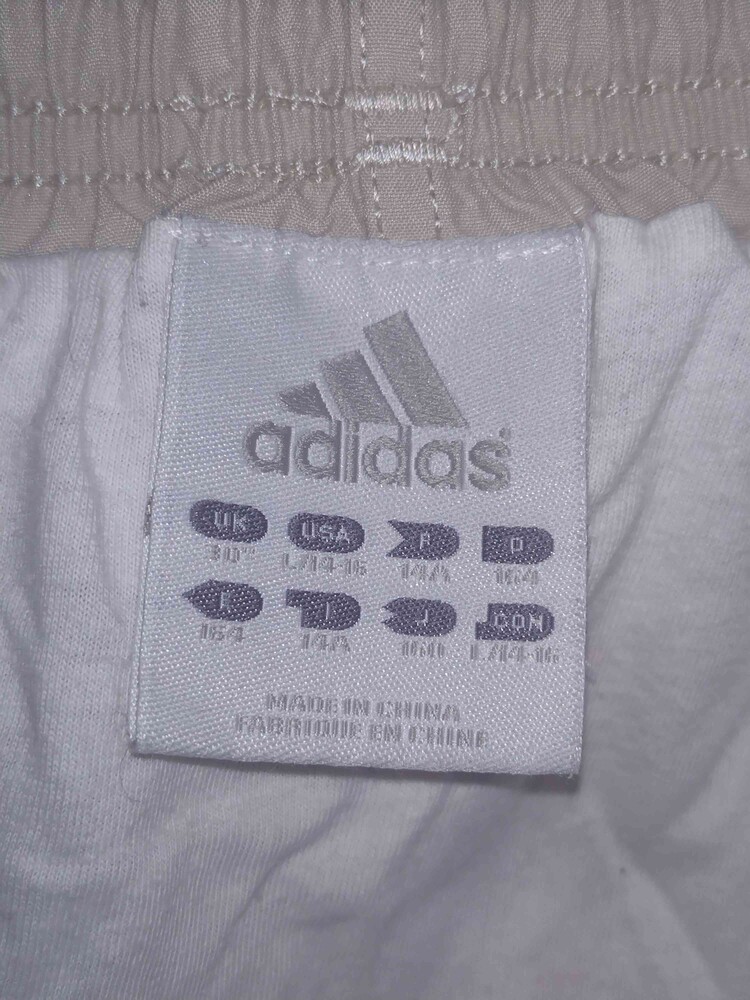 adidas
UK USA F D
30" L/14-16 14A 164
E I J CDN
164 14A 160 L/14-16
MADE IN CHINA
FABRIQUE EN CHINE